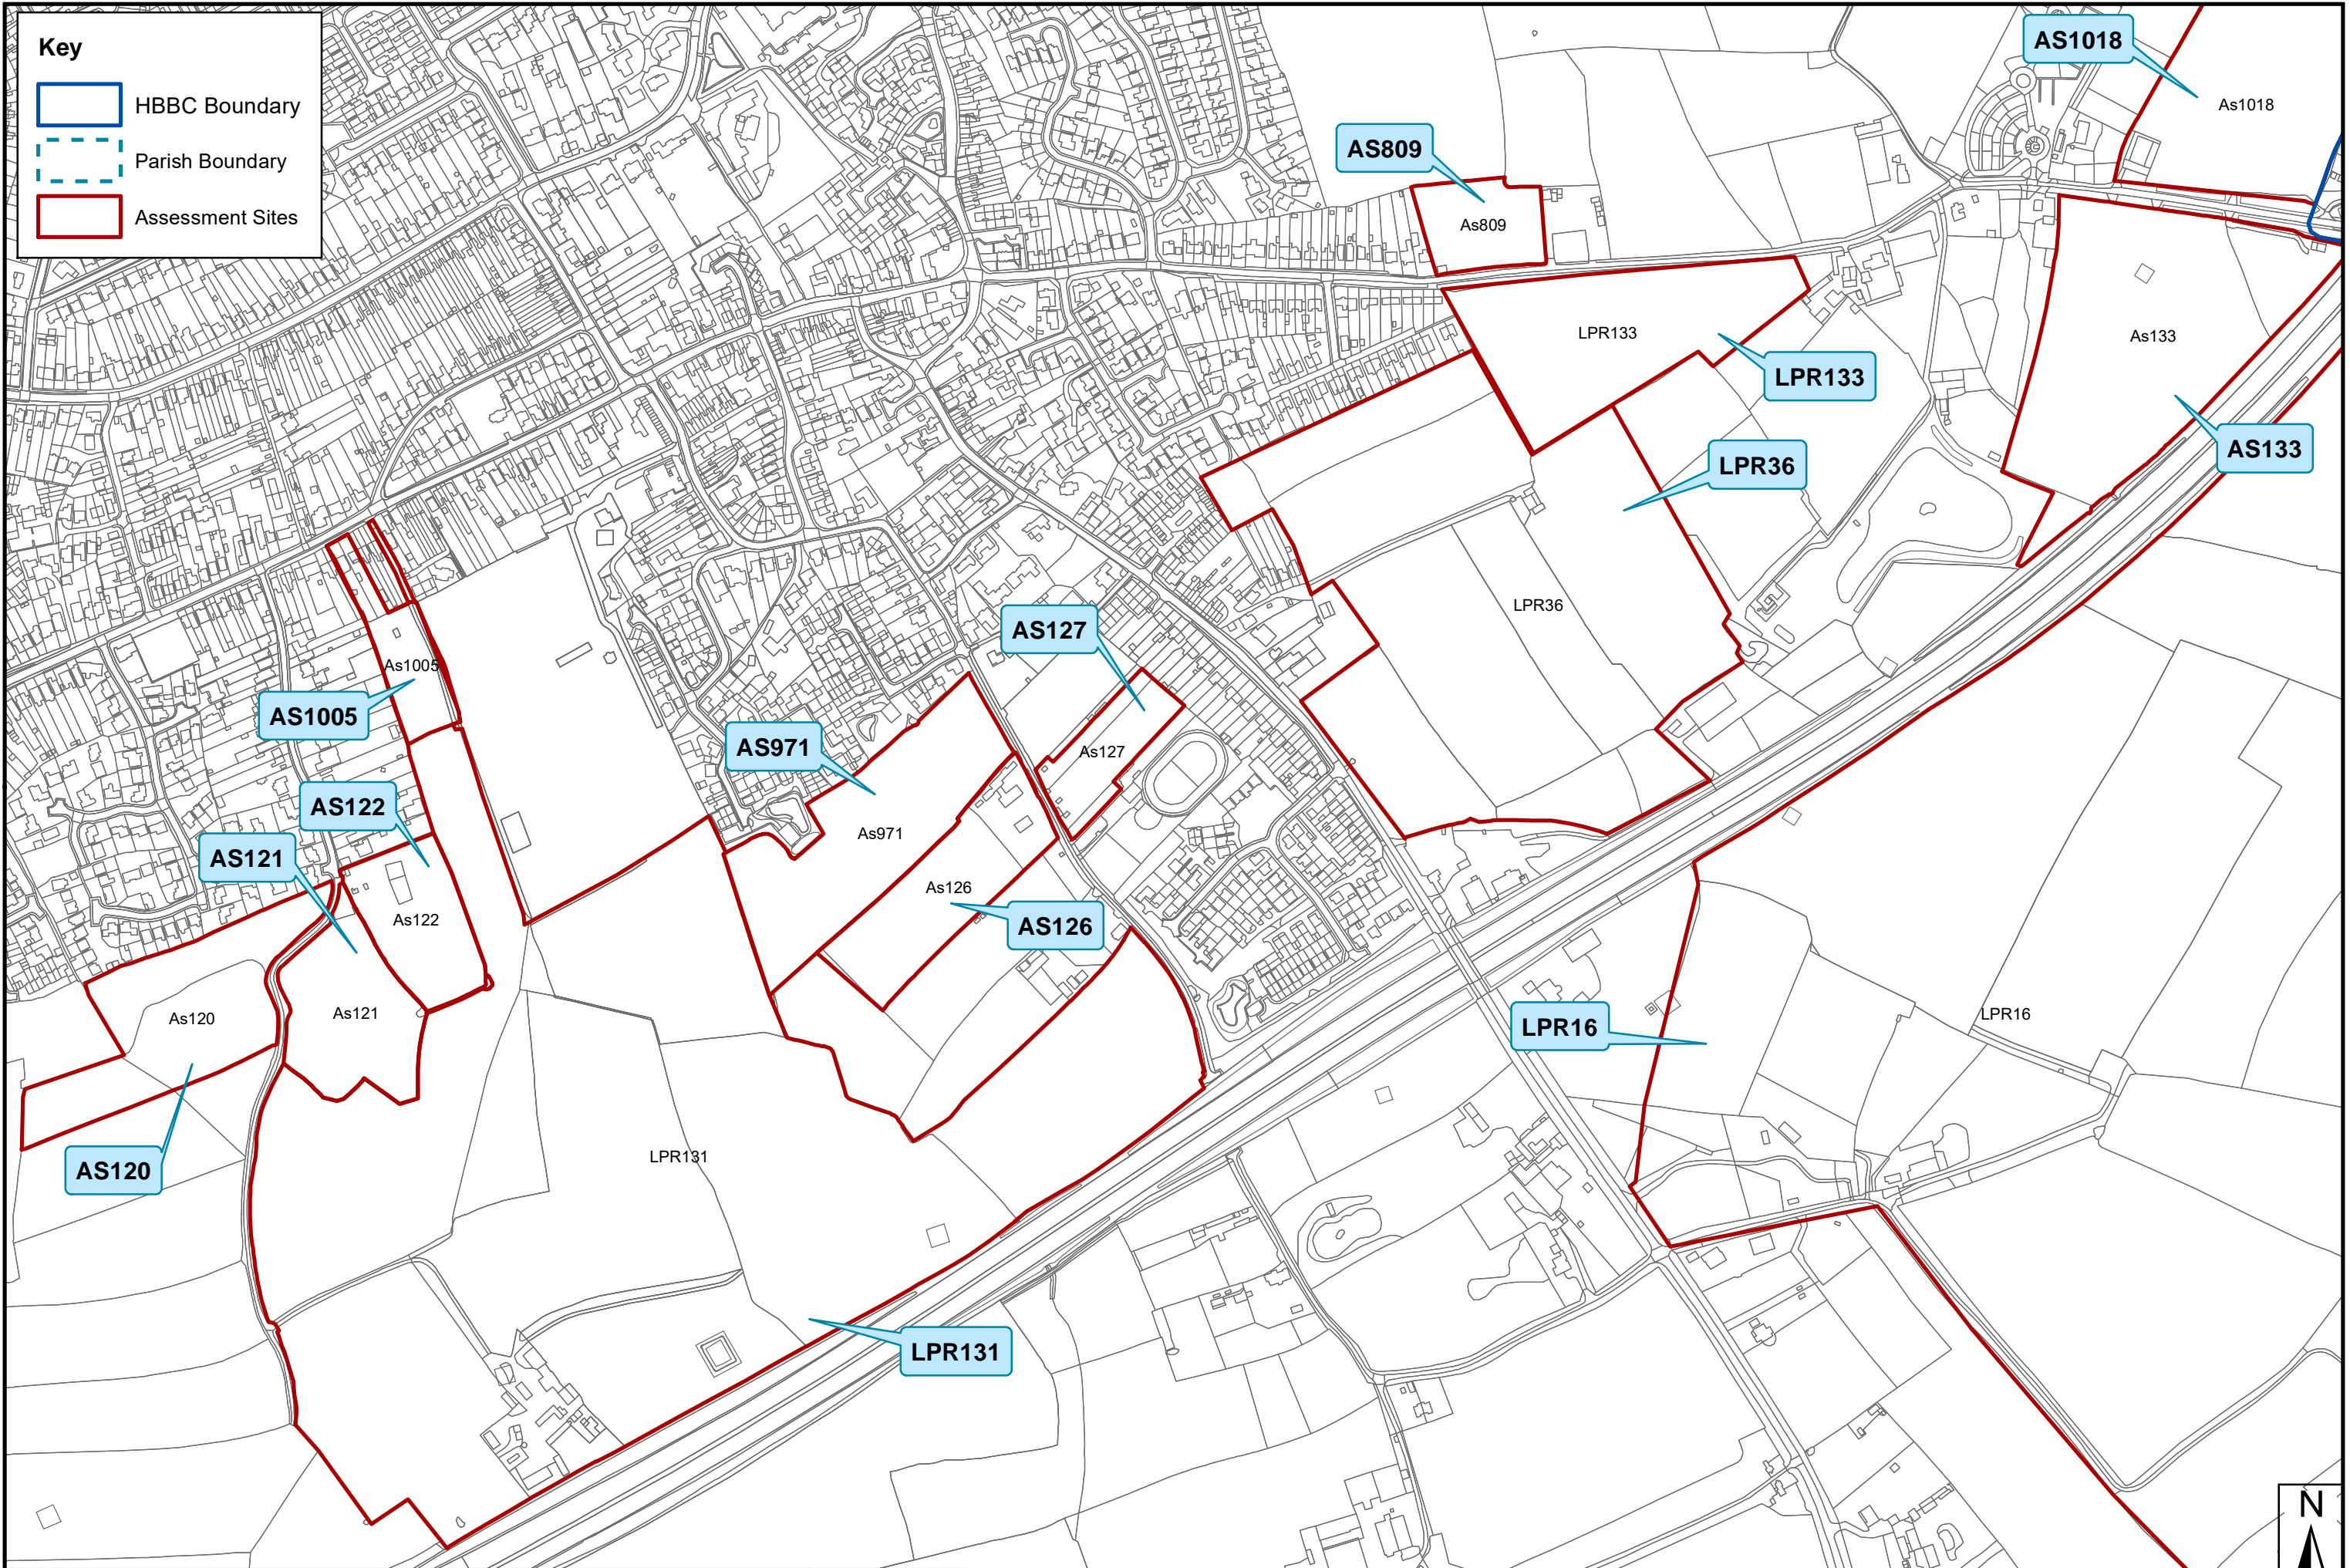 Key
HBBC Boundary
Parish Boundary
Assessment Sites
AS1018
As1018
AS809
As809
LPR133
LPR133
As133
AS133
LPR36
LPR36
AS127
As127
As1005
AS1005
AS971
As971
AS122
As122
AS121
As121
As126
AS126
As120
AS120
LPR16
LPR16
LPR131
LPR131
N